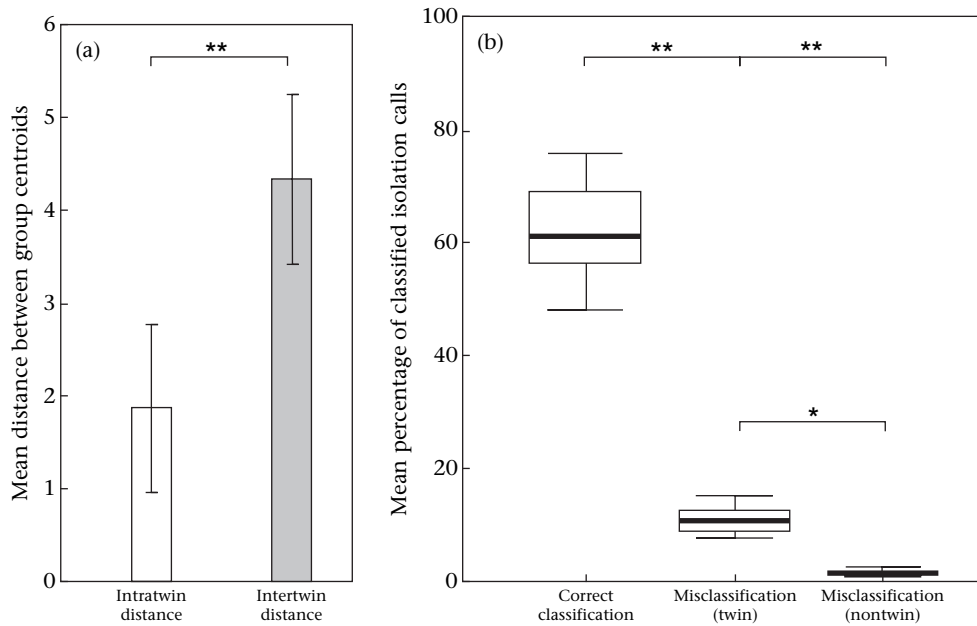 (a)
**
Mean distance between group centroids
6
5
4
3
2
1
0
Intratwin
distance
Intertwin
distance
(b)
**
**
*
Mean percentage of classified isolation calls
100
80
60
40
20
0
Correct
classification
Misclassification
(twin)
Misclassification
(nontwin)